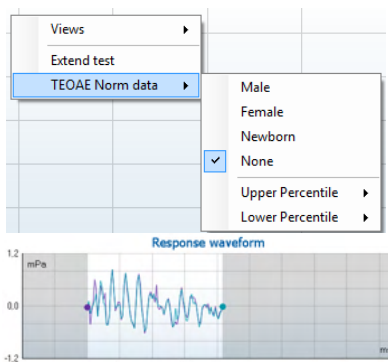 Views
Extend test
TEOAE Norm data
Male
Female
Newborn
None
Upper Percentile
Lower Percentile
Response waveform
1,2
mPa
0.0
-1.2
m